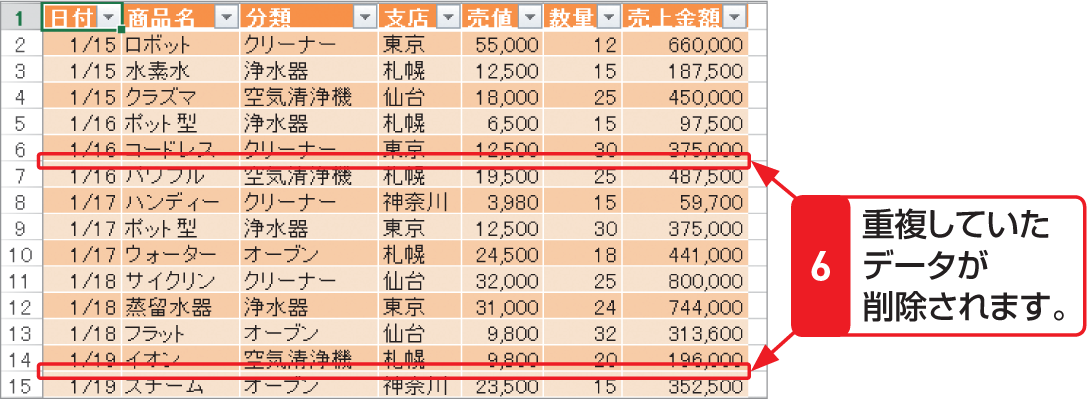 1 日付 商品名 分類 支店 売値 数量 売上金額
2 1/15 ロボット クリーナー 東京 55,000 12 660,000
3 1/15 水素水 浄水器 札幌 12,500 15 187,500
4 1/15 クラズマ 空気清浄機 仙台 18,000 25 450,000
5 1/16 ポット型 浄水器 札幌 6,500 15 97,500
6 1/16 コードレス クリーナー 東京 12,500 30 375,000
7 1/16 パワフル 空気清浄機 札幌 19,500 25 487,500
8 1/17 ハンディー クリーナー 神奈川 3,980 15 59,700
9 1/17 ポット型 浄水器 東京 12,500 30 375,000
10 1/17 ウォーター オーブン 札幌 24,500 18 441,000
11 1/18 サイクリン クリーナー 仙台 32,000 25 800,000
12 1/18 蒸留水器 浄水器 東京 31,000 24 744,000
13 1/18 フラット オーブン 仙台 9,800 32 313,600
14 1/19 イオン 空気清浄機 札幌 9,800 20 196,000
15 1/19 スチーム オーブン 神奈川 23,500 15 352,500
6
重複していた
データが
削除されます。